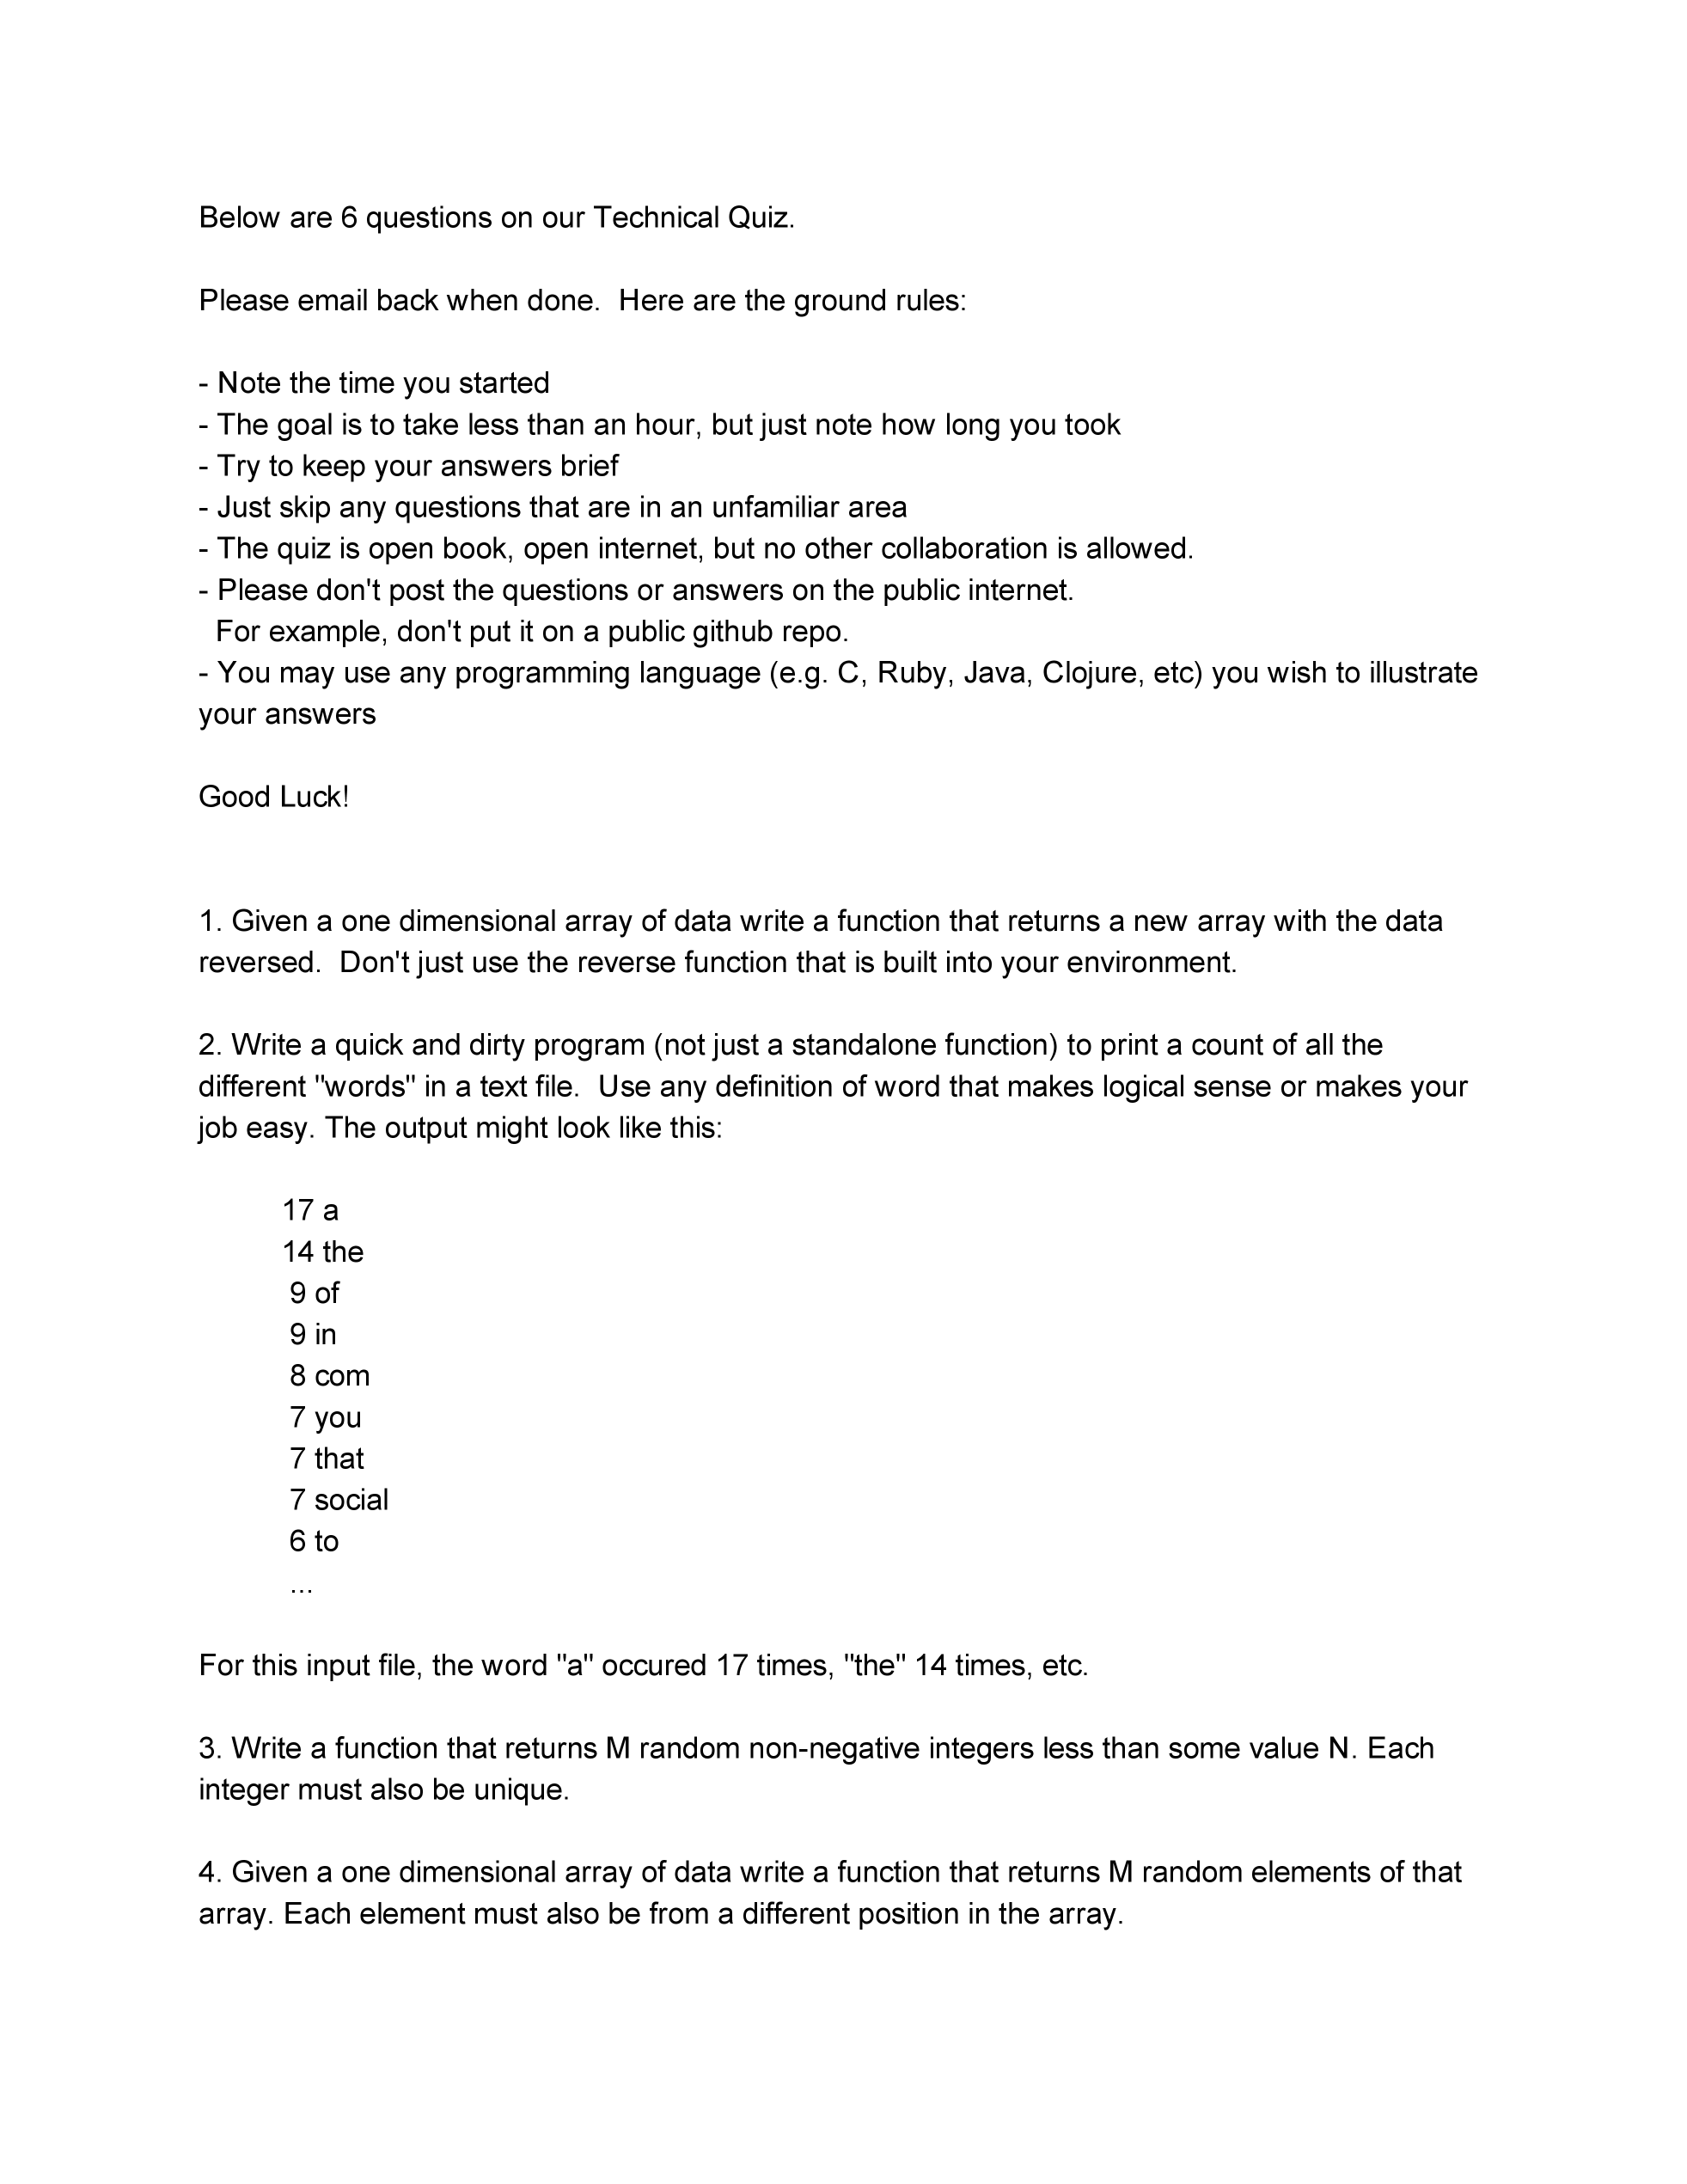 Below are 6 questions on our Technical Quiz.
Please email back when done.  Here are the ground rules:
- Note the time you started
- The goal is to take less than an hour, but just note how long you took
- Try to keep your answers brief
- Just skip any questions that are in an unfamiliar area
- The quiz is open book, open internet, but no other collaboration is allowed.
- Please don't post the questions or answers on the public internet.
For example, don't put it on a public github repo.
- You may use any programming language (e.g. C, Ruby, Java, Clojure, etc) you wish to illustrate
your answers
Good Luck!
1. Given a one dimensional array of data write a function that returns a new array with the data
reversed.  Don't just use the reverse function that is built into your environment.
2. Write a quick and dirty program (not just a standalone function) to print a count of all the
different "words" in a text file.  Use any definition of word that makes logical sense or makes your
job easy. The output might look like this:
17 a
14 the
9 of
9 in
8 com
7 you
7 that
7 social
6 to
...
For this input file, the word "a" occured 17 times, "the" 14 times, etc.
3. Write a function that returns M random non-negative integers less than some value N. Each
integer must also be unique.
4. Given a one dimensional array of data write a function that returns M random elements of that
array. Each element must also be from a different position in the array.